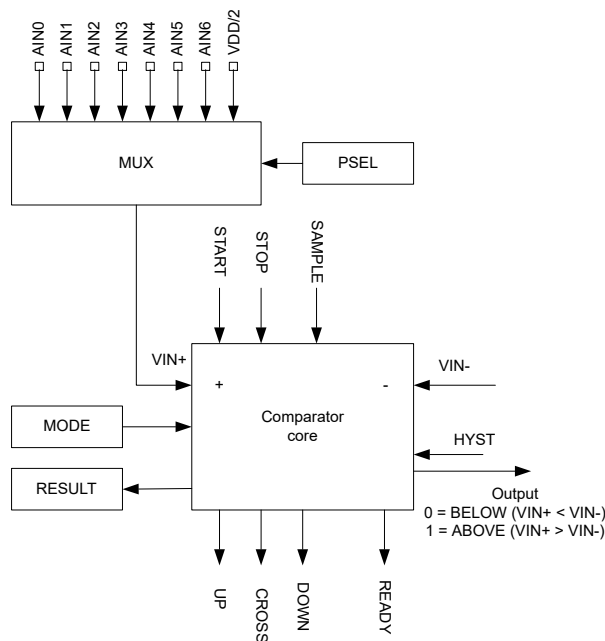 AIN0
AIN1
AIN2
AIN3
AIN4
AIN5
AIN6
VDD/2
MUX
PSEL
START
STOP
SAMPLE
VIN+
VIN-
+
-
MODE
Comparator
core
HYST
RESULT
Output
0 = BELOW (VIN+ < VIN-)
1 = ABOVE (VIN+ > VIN-)
UP
CROSS
DOWN
READY